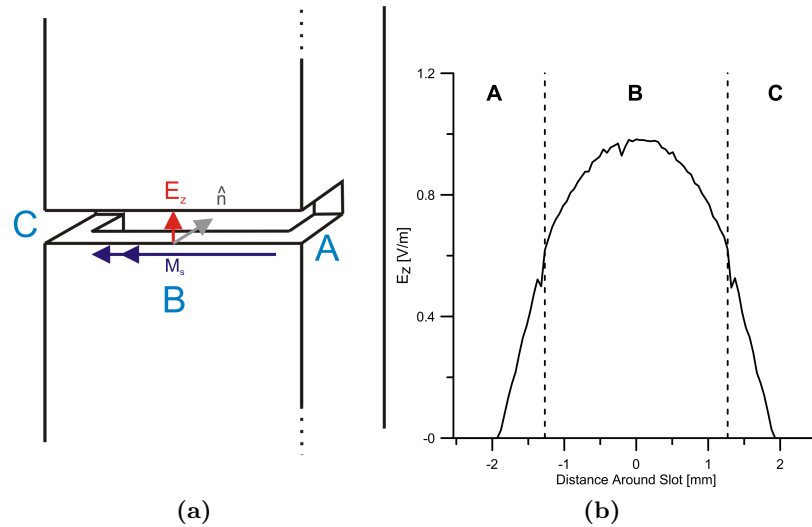 C
E_z
n̂
A
M_s
B
(a)
1.2
0.8
0.4
-0
E_Z [V/m]
A
B
C
-2
-1
0
1
2
Distance Around Slot [mm]
(b)